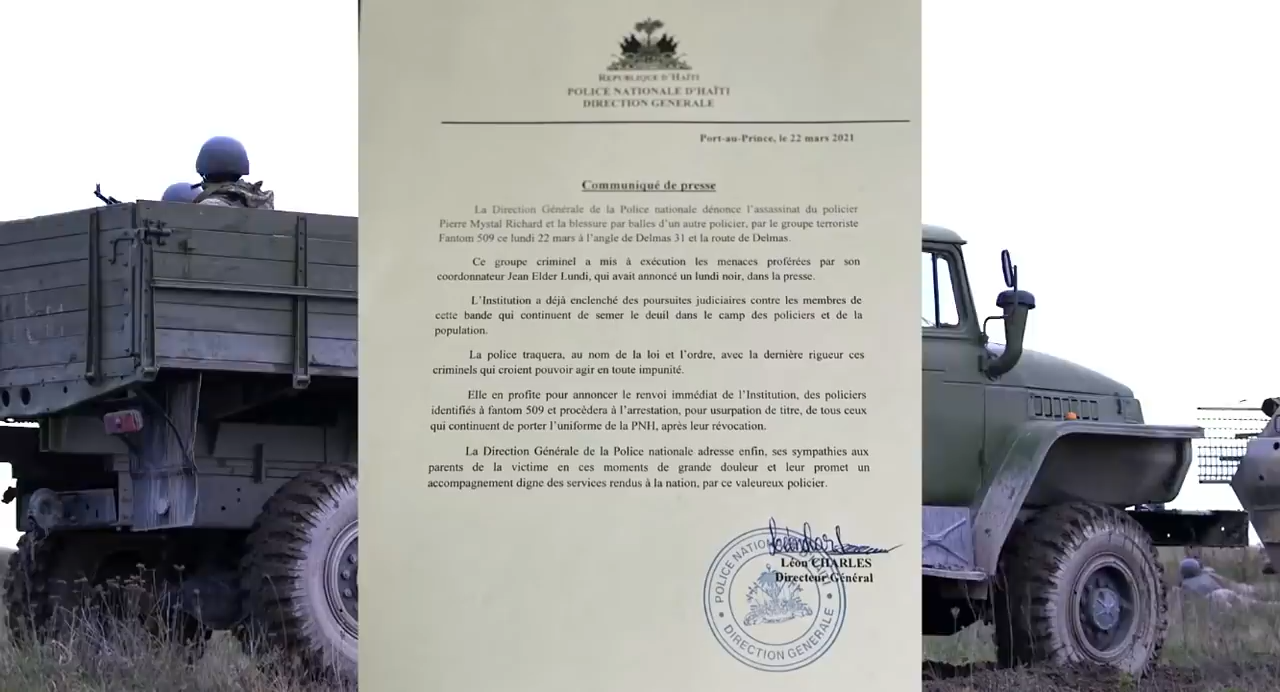 REPUBLIQUE D'HAÏTI
POLICE NATIONALE D'HAÏTI
DIRECTION GENERALE
Port-au-Prince, le 22 mars 2021
Communiqué de presse
La Direction Générale de la Police nationale dénonce l'assassinat du policier
Pierre Mystal Richard et la blessure par balles d'un autre policier, par le groupe terroriste
Fantom 509 ce lundi 22 mars à l'angle de Delmas 31 et la route de Delmas.
Ce groupe criminel a mis à exécution les menaces proférées par son
coordonnateur Jean Elder Lundi, qui avait annoncé un lundi noir, dans la presse.
L'Institution a déjà enclenché des poursuites judiciaires contre les membres de
cette bande qui continuent de semer le deuil dans le camp des policiers et de la
population.
La police traquera, au nom de la loi et l'ordre, avec la dernière rigueur ces
criminels qui croient pouvoir agir en toute impunité.
Elle en profite pour annoncer le renvoi immédiat de l'Institution, des policiers
identifiés à fantom 509 et procèdera à l'arrestation, pour usurpation de titre, de tous ceux
qui continuent de porter l'uniforme de la PNH, après leur révocation.
La Direction Générale de la Police nationale adresse enfin, ses sympathies aux
parents de la victime en ces moments de grande douleur et leur promet un
accompagnement digne des services rendus à la nation, par ce valeureux policier.
Léon CHARLES
Directeur Général
POLICE NATION
DIRECTION GENERALE